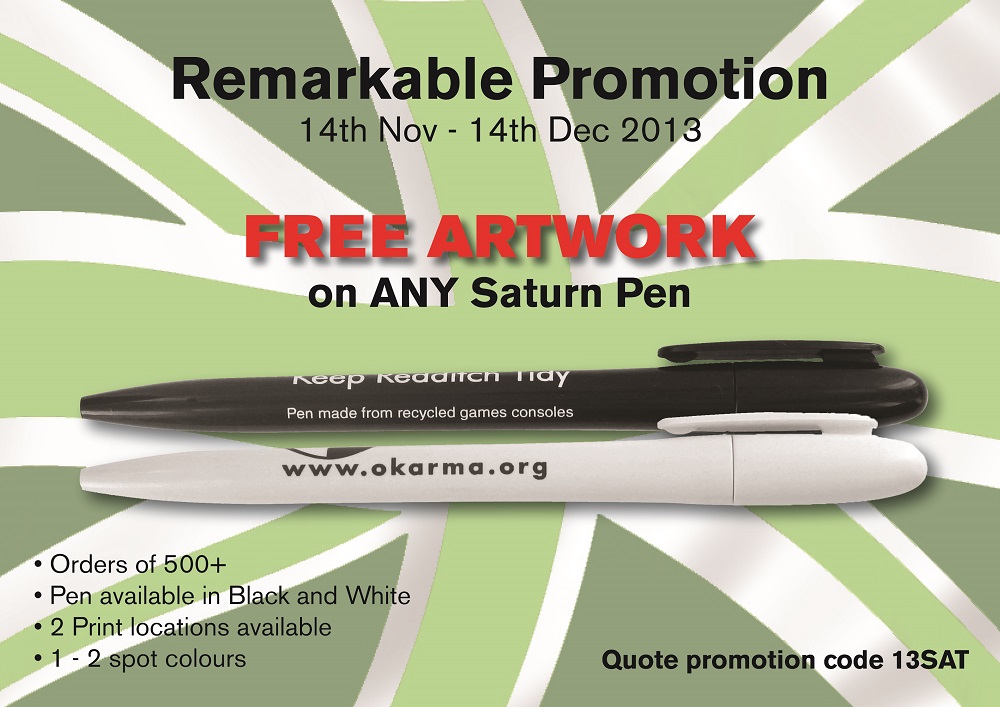 Remarkable Promotion
14th Nov - 14th Dec 2013
FREE ARTWORK
on ANY Saturn Pen
Keep Redditch Tidy
Pen made from recycled games consoles
www.okarma.org
• Orders of 500+
• Pen available in Black and White
• 2 Print locations available
• 1 - 2 spot colours
Quote promotion code 13SAT